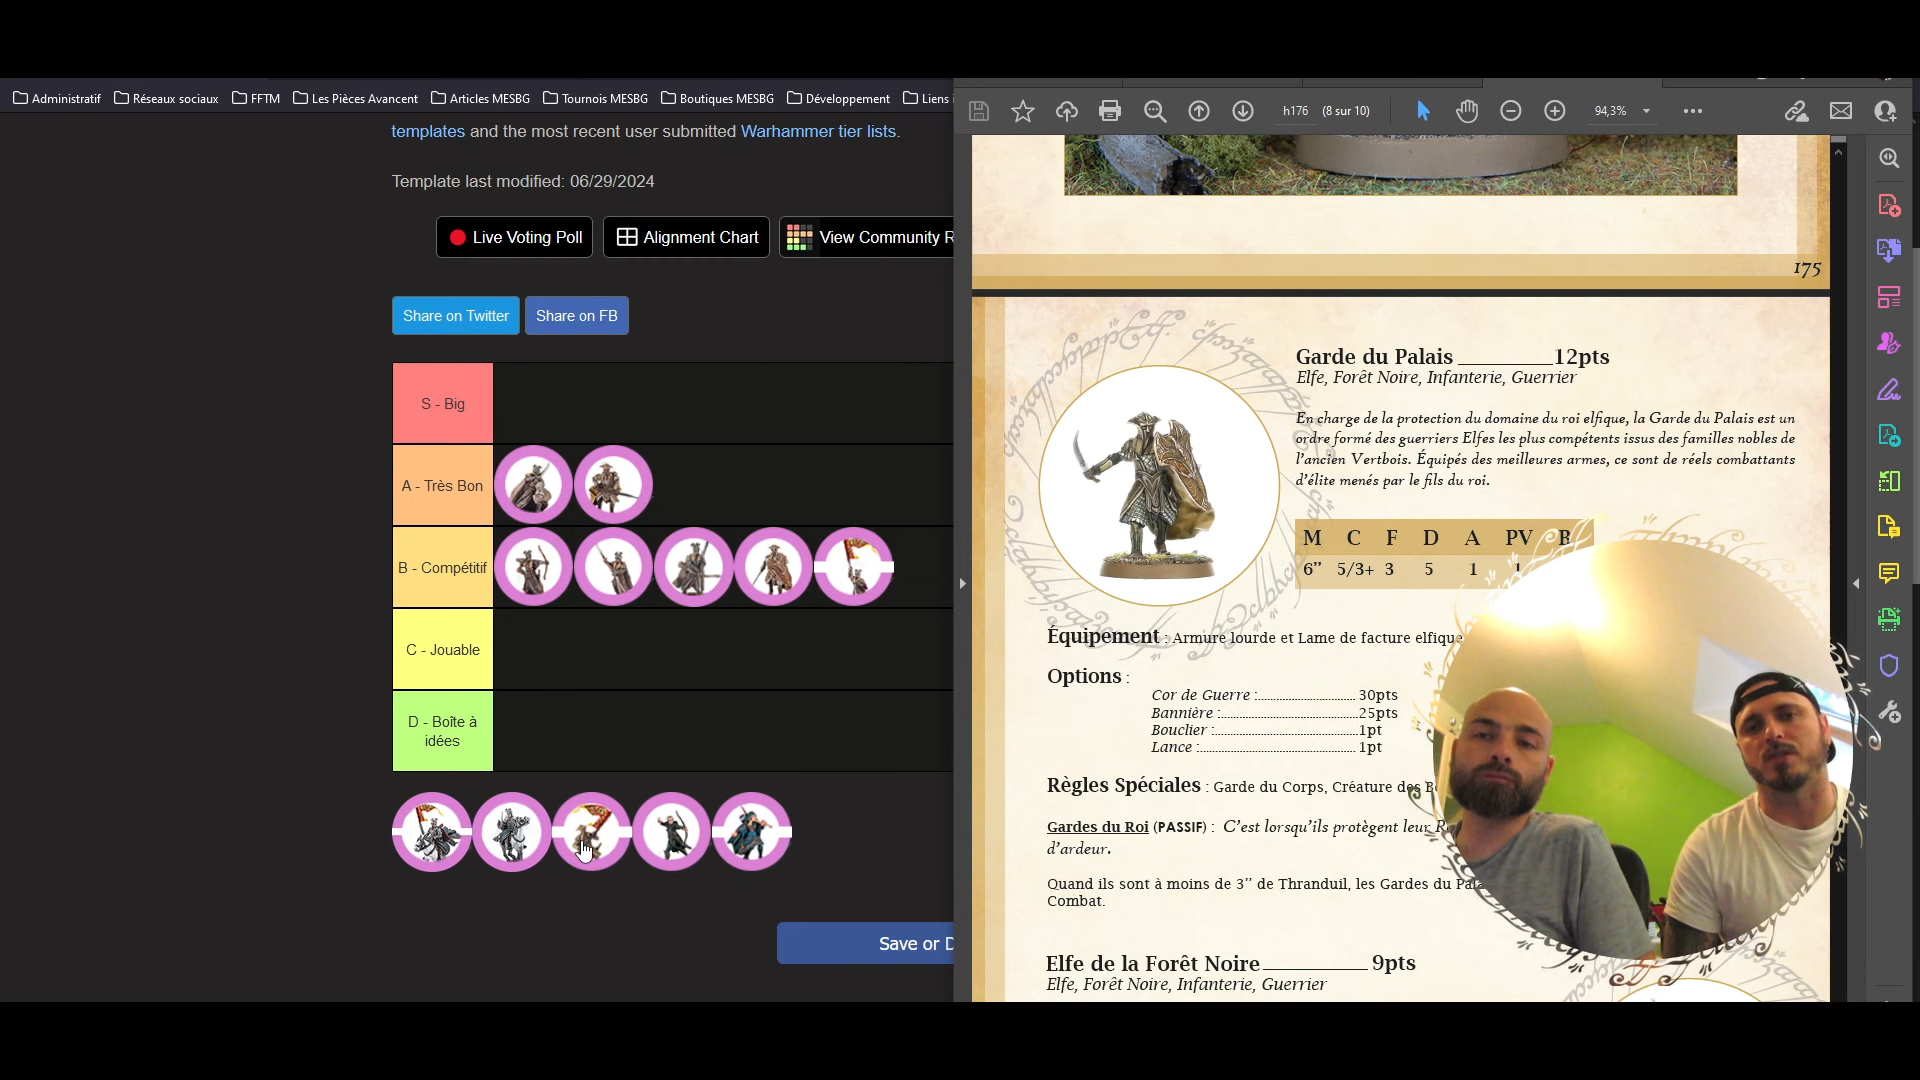 Administratif
Réseaux sociaux
FFTM
Les Pièces Avancent
Articles MESBG
Tournois MESBG
Boutiques MESBG
Développement
Liens
templates and the most recent user submitted Warhammer tier lists.
Template last modified: 06/29/2024
Live Voting Poll
Alignment Chart
View Community R
Share on Twitter
Share on FB
S - Big
A - Très Bon
B - Compétitif
C - Jouable
D - Boîte à
idées
Save or D
h176 (8 sur 10)
94,3%
175
Garde du Palais 12pts
Elfe, Forêt Noire, Infanterie, Guerrier
En charge de la protection du domaine du roi elfique, la Garde du Palais est un
ordre formé des guerriers Elfes les plus compétents issus des familles nobles de
l'ancien Vertbois. Équipés des meilleures armes, ce sont de réels combattants
d'élite menés par le fils du roi.
M C F D A PV B
6" 5/3+ 3 5 1 1
Équipement : Armure lourde et Lame de facture elfique
Options :
Cor de Guerre : 30pts
Bannière : 25pts
Bouclier : 1pt
Lance : 1pt
Règles Spéciales : Garde du Corps, Créature des B
Gardes du Roi (PASSIF) : C'est lorsqu'ils protègent leur R
d'ardeur.
Quand ils sont à moins de 3" de Thranduil, les Gardes du Pala
Combat.
Elfe de la Forêt Noire 9pts
Elfe, Forêt Noire, Infanterie, Guerrier